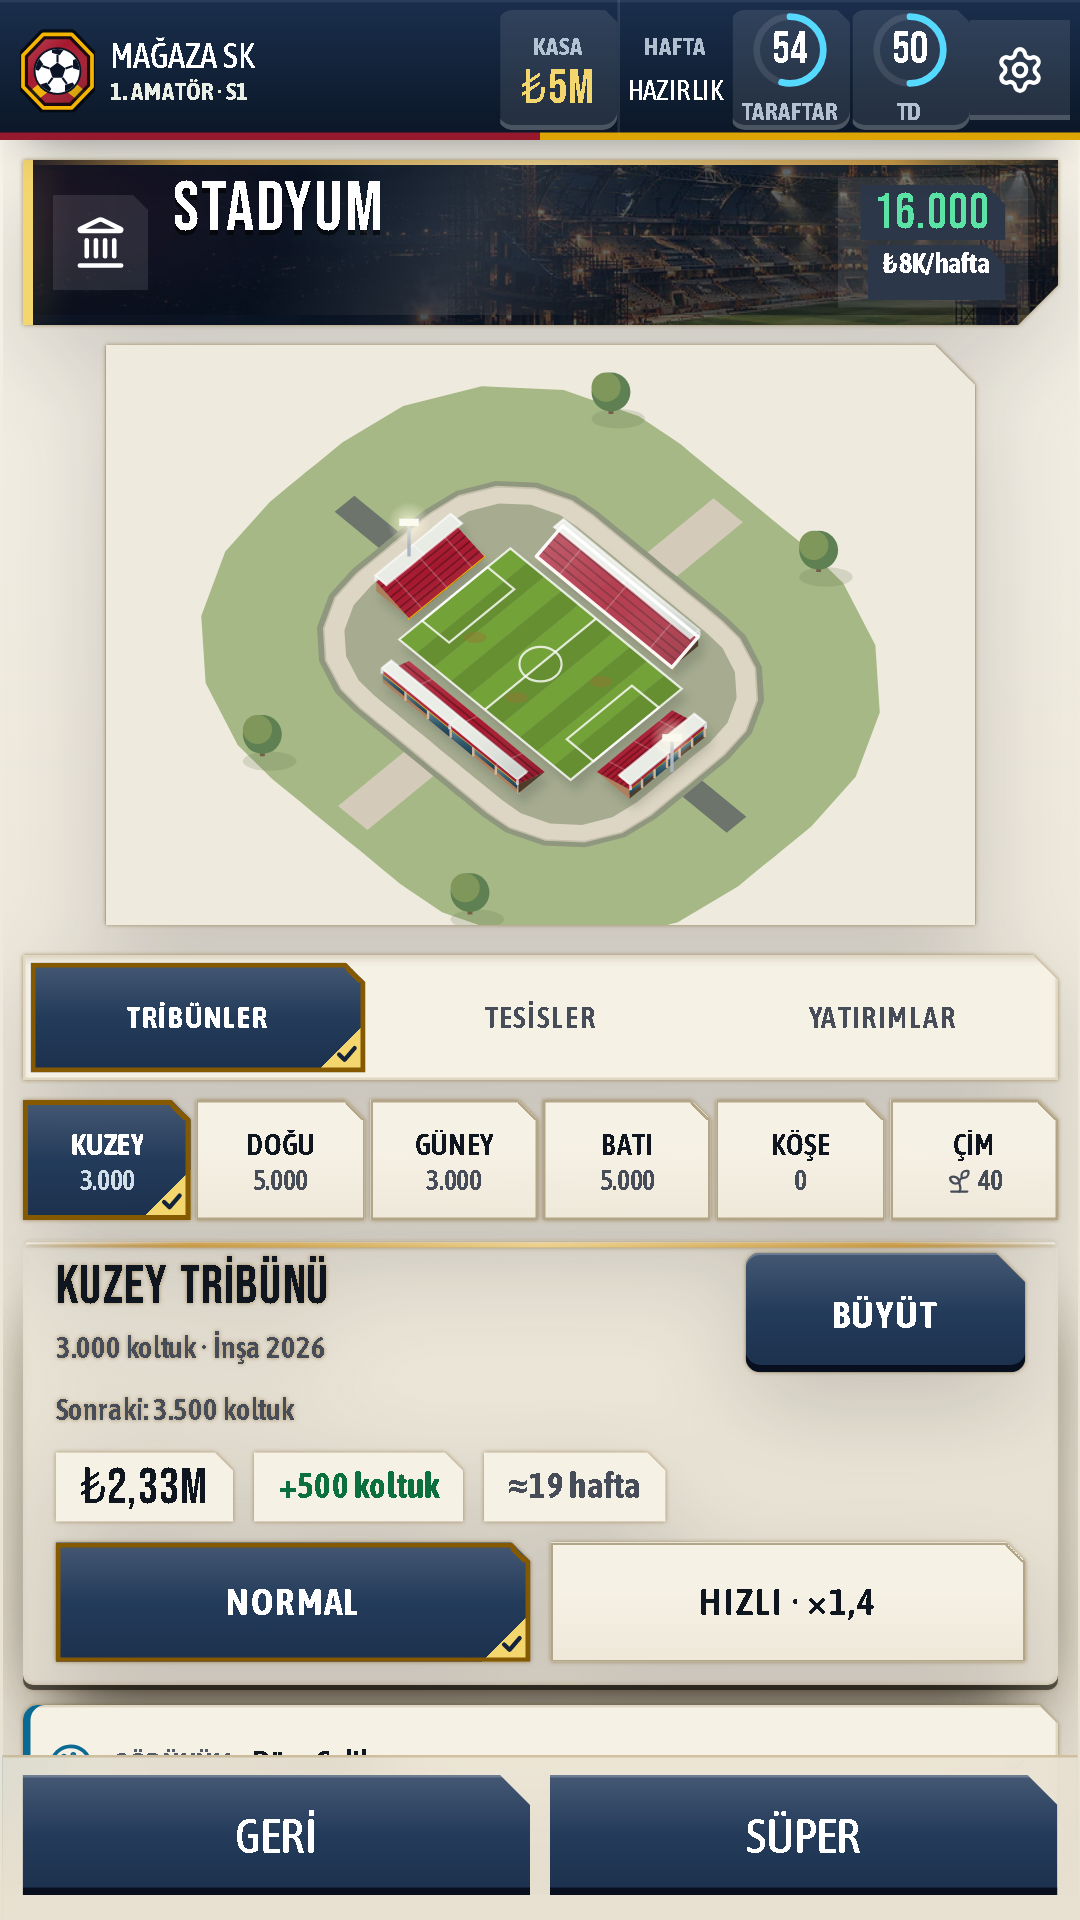 MAĞAZA SK
1. AMATÖR · S1
KASA
₺5M
HAFTA
HAZIRLIK
54
TARAFTAR
50
TD
STADYUM
16.000
₺8K/hafta
TRİBÜNLER
TESİSLER
YATIRIMLAR
KUZEY
3.000
DOĞU
5.000
GÜNEY
3.000
BATI
5.000
KÖŞE
0
ÇİM
40
KUZEY TRİBÜNÜ
BÜYÜT
3.000 koltuk · İnşa 2026
Sonraki: 3.500 koltuk
₺2,33M
+500 koltuk
≈19 hafta
NORMAL
HIZLI · ×1,4
GERİ
SÜPER